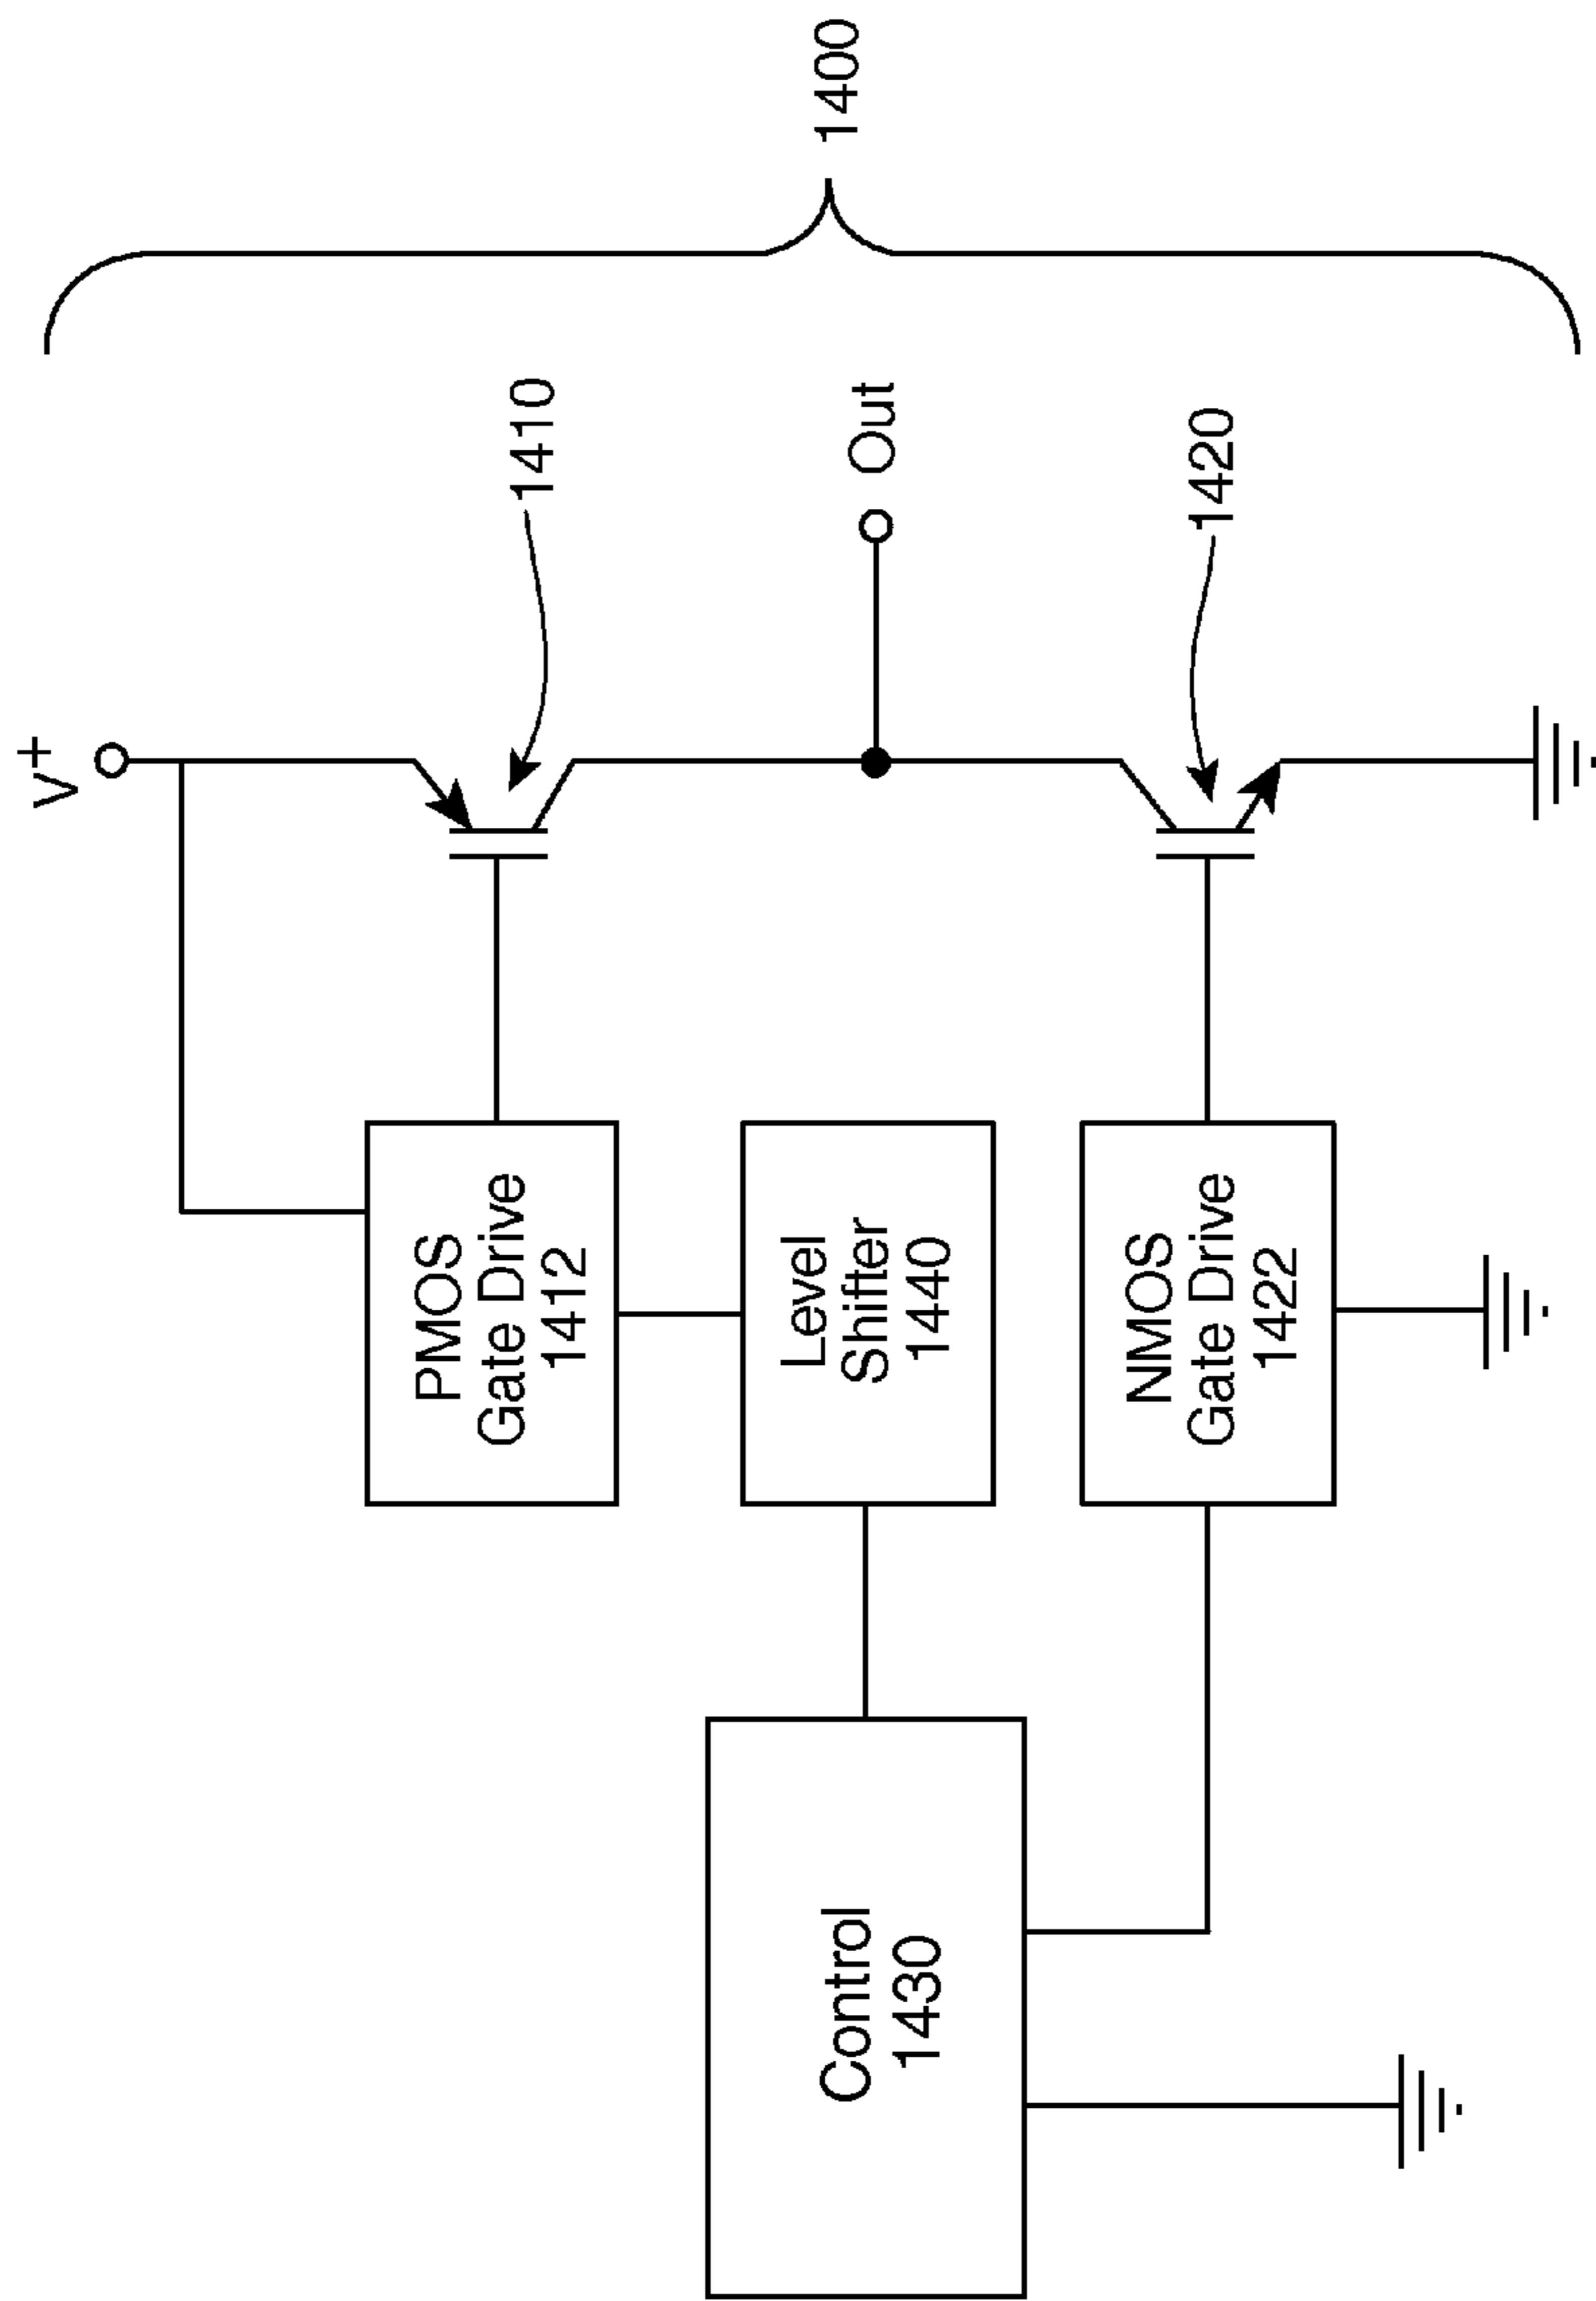 V+
1410
PMOS
Gate Drive
1412
Out
1400
Level
Shifter
1440
Control
1430
1420
NMOS
Gate Drive
1422